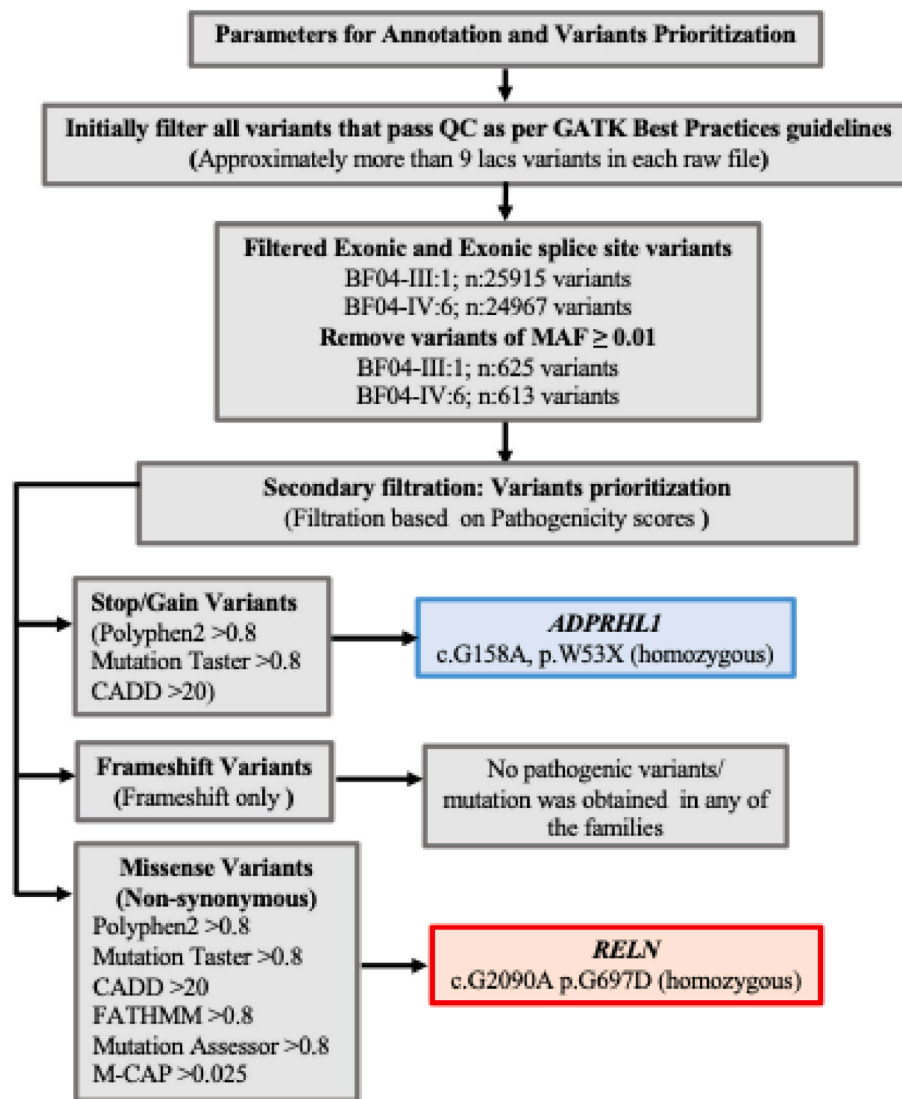 Parameters for Annotation and Variants Prioritization
Initially filter all variants that pass QC as per GATK Best Practices guidelines
(Approximately more than 9 lacs variants in each raw file)
Filtered Exonic and Exonic splice site variants
BF04-III:1; n:25915 variants
BF04-IV:6; n:24967 variants
Remove variants of MAF ≥ 0.01
BF04-III:1; n:625 variants
BF04-IV:6; n:613 variants
Secondary filtration: Variants prioritization
(Filtration based on Pathogenicity scores )
Stop/Gain Variants
(Polyphen2 >0.8
Mutation Taster >0.8
CADD >20)
ADPRHL1
c.G158A, p.W53X (homozygous)
Frameshift Variants
(Frameshift only )
No pathogenic variants/
mutation was obtained in any of
the families
Missense Variants
(Non-synonymous)
Polyphen2 >0.8
Mutation Taster >0.8
CADD >20
FATHMM >0.8
Mutation Assessor >0.8
M-CAP >0.025
RELN
c.G2090A p.G697D (homozygous)